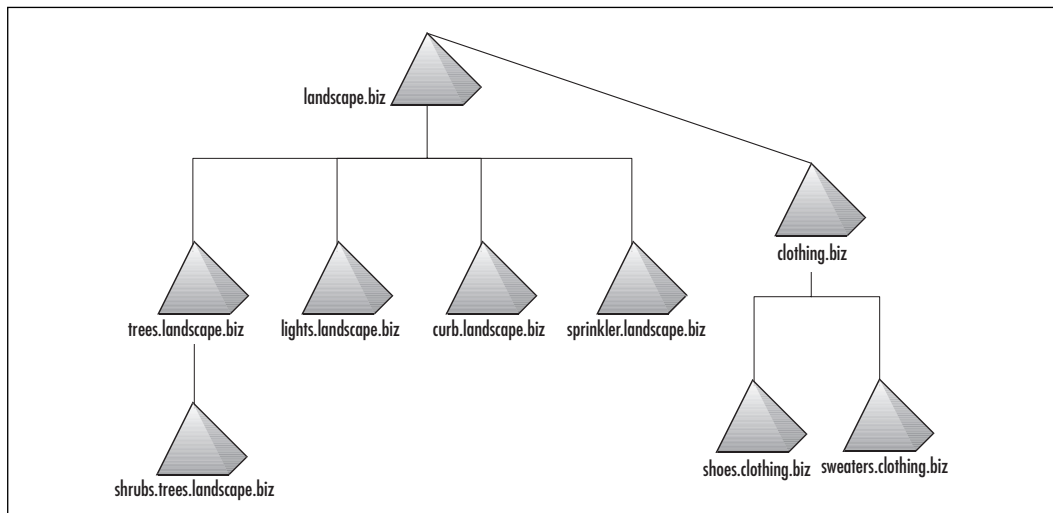 landscape.biz
clothing.biz
trees.landscape.biz
lights.landscape.biz
curb.landscape.biz
sprinkler.landscape.biz
shrubs.trees.landscape.biz
shoes.clothing.biz
sweaters.clothing.biz